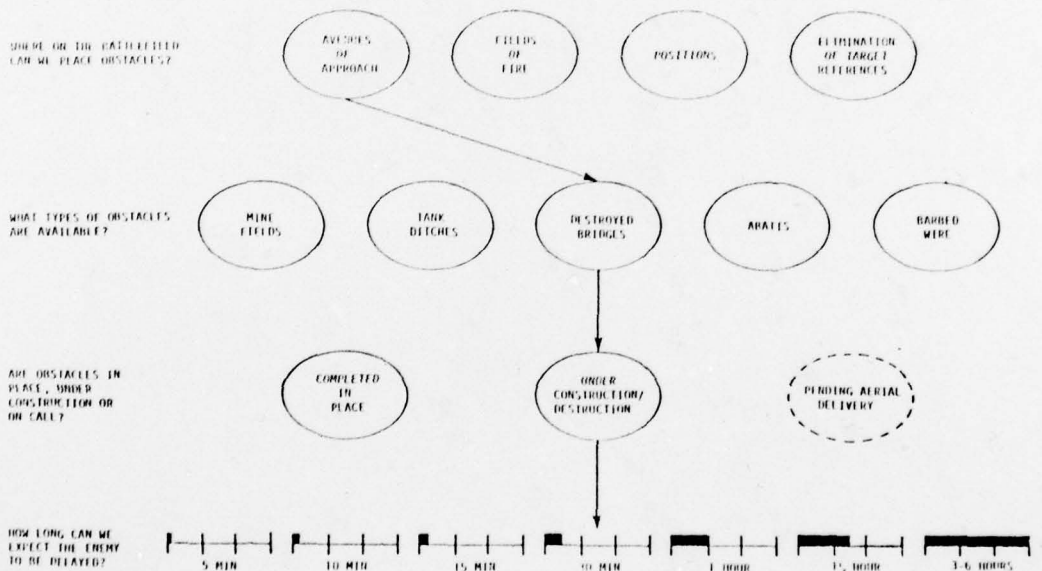 WHERE ON THE BATTLEFIELD
CAN WE PLACE OBSTACLES?
AVENUES
OF
APPROACH
FIELDS
OF
FIRE
POSITIONS
ELIMINATION
OF TARGET
REFERENCES
WHAT TYPES OF OBSTACLES
ARE AVAILABLE?
MINE
FIELDS
TANK
DITCHES
DESTROYED
BRIDGES
ABATIS
BARBED
WIRE
ARE OBSTACLES IN
PLACE, UNDER
CONSTRUCTION OR
ON CALL?
COMPLETED
IN
PLACE
UNDER
CONSTRUCTION/
DESTRUCTION
PENDING AERIAL
DELIVERY
HOW LONG CAN WE
EXPECT THE ENEMY
TO BE DELAYED?
5 MIN
10 MIN
15 MIN
30 MIN
1 HOUR
HOUR
3-6 HOURS